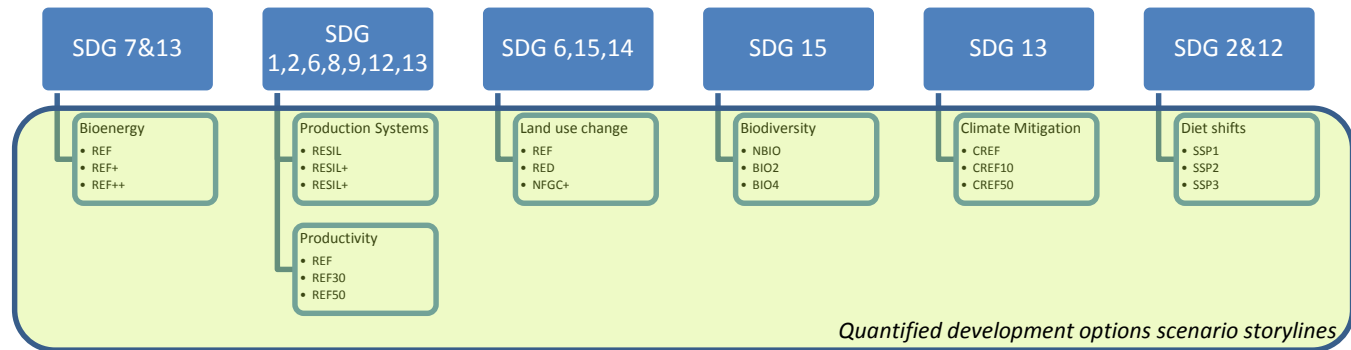 SDG 7&13
SDG
1,2,6,8,9,12,13
SDG 6,15,14
SDG 15
SDG 13
SDG 2&12
Bioenergy
• REF
• REF+
• REF++
Production Systems
• RESIL
• RESIL+
• RESIL+
Productivity
• REF
• REF30
• REF50
Land use change
• REF
• RED
• NFGC+
Biodiversity
• NBIO
• BIO2
• BIO4
Climate Mitigation
• CREF
• CREF10
• CREF50
Diet shifts
• SSP1
• SSP2
• SSP3
Quantified development options scenario storylines